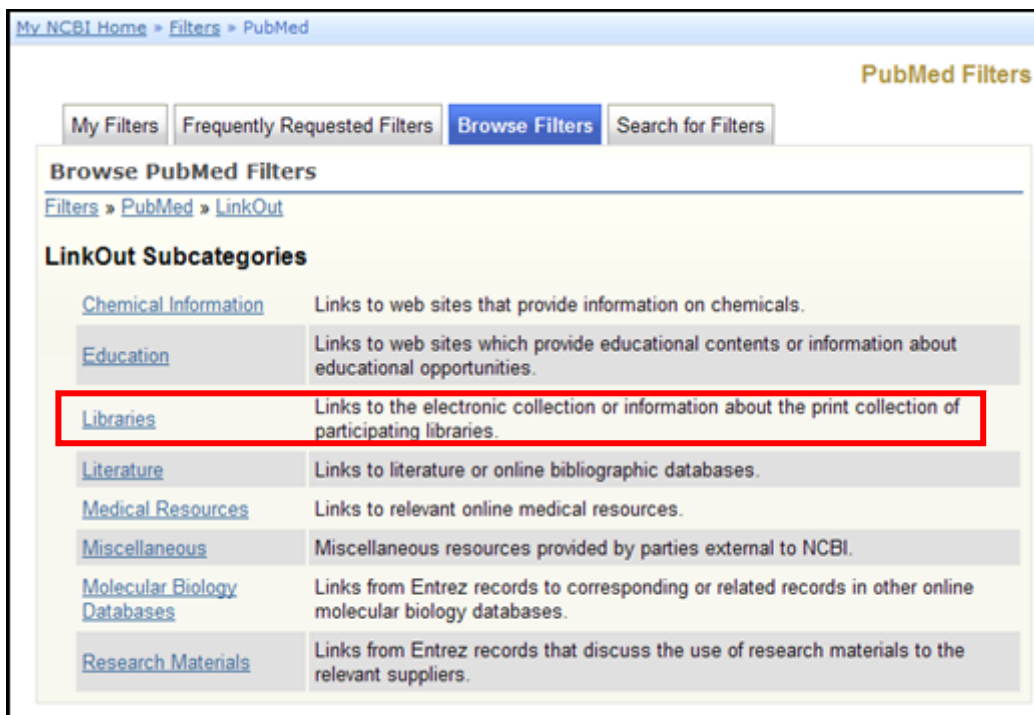 My NCBI Home » Filters » PubMed
PubMed Filters
My Filters Frequently Requested Filters Browse Filters Search for Filters
Browse PubMed Filters
Filters » PubMed » LinkOut
LinkOut Subcategories
Chemical Information Links to web sites that provide information on chemicals.
Education Links to web sites which provide educational contents or information about
educational opportunities.
Libraries Links to the electronic collection or information about the print collection of
participating libraries.
Literature Links to literature or online bibliographic databases.
Medical Resources Links to relevant online medical resources.
Miscellaneous Miscellaneous resources provided by parties external to NCBI.
Molecular Biology Links from Entrez records to corresponding or related records in other online
Databases molecular biology databases.
Research Materials Links from Entrez records that discuss the use of research materials to the
relevant suppliers.